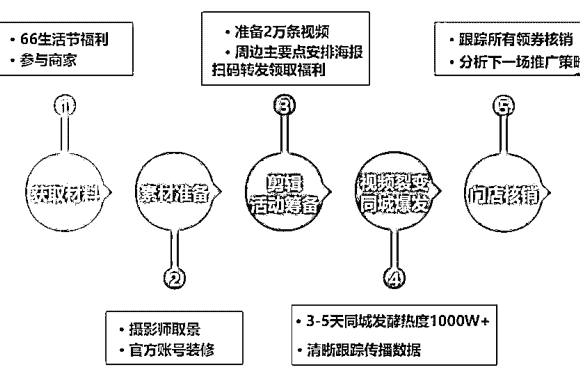 • 66生活节福利
• 参与商家
• 准备2万条视频
• 周边主要点安排海报
扫码转发领取福利
• 跟踪所有领券核销
• 分析下一场推广策略
1
3
5
获取材料
素材准备
剪辑
活动筹备
视频裂变
同城爆发
门店核销
2
4
• 摄影师取景
• 官方账号装修
• 3-5天同城发酵热度1000W+
• 清晰跟踪传播数据